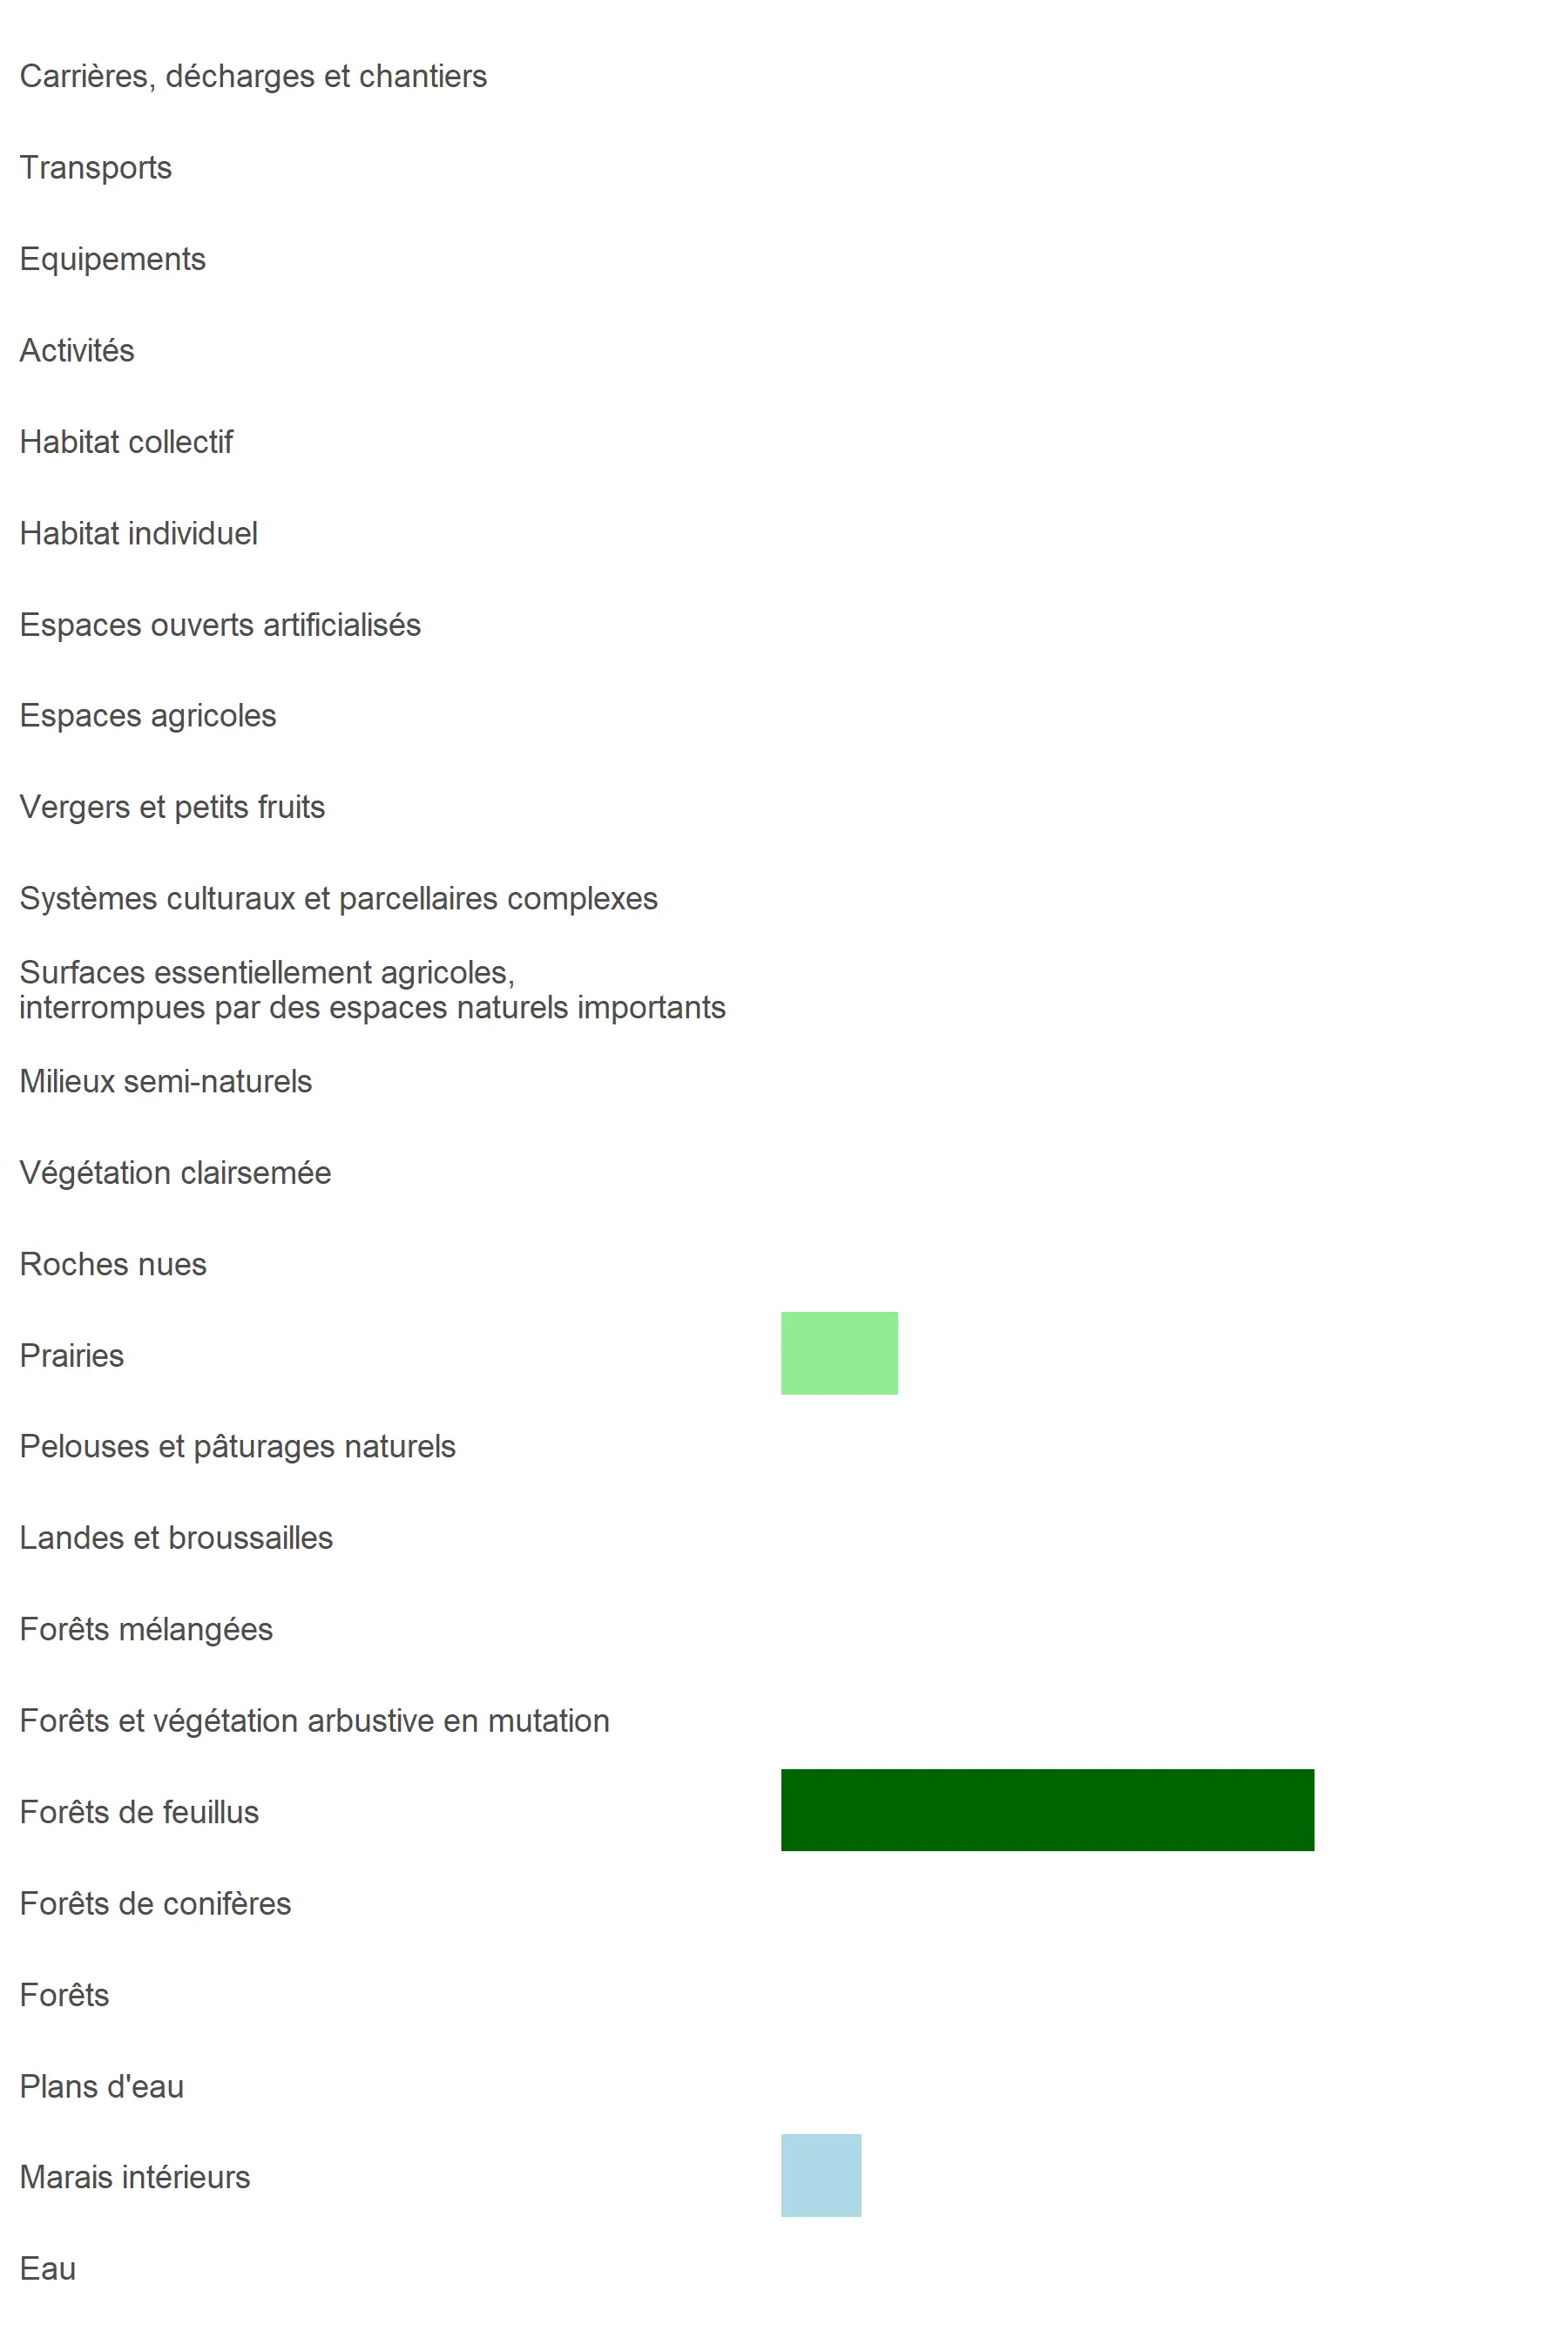 Carrières, décharges et chantiers
Transports
Equipements
Activités
Habitat collectif
Habitat individuel
Espaces ouverts artificialisés
Espaces agricoles
Vergers et petits fruits
Systèmes culturaux et parcellaires complexes
Surfaces essentiellement agricoles,
interrompues par des espaces naturels importants
Milieux semi-naturels
Végétation clairsemée
Roches nues
Prairies
Pelouses et pâturages naturels
Landes et broussailles
Forêts mélangées
Forêts et végétation arbustive en mutation
Forêts de feuillus
Forêts de conifères
Forêts
Plans d'eau
Marais intérieurs
Eau